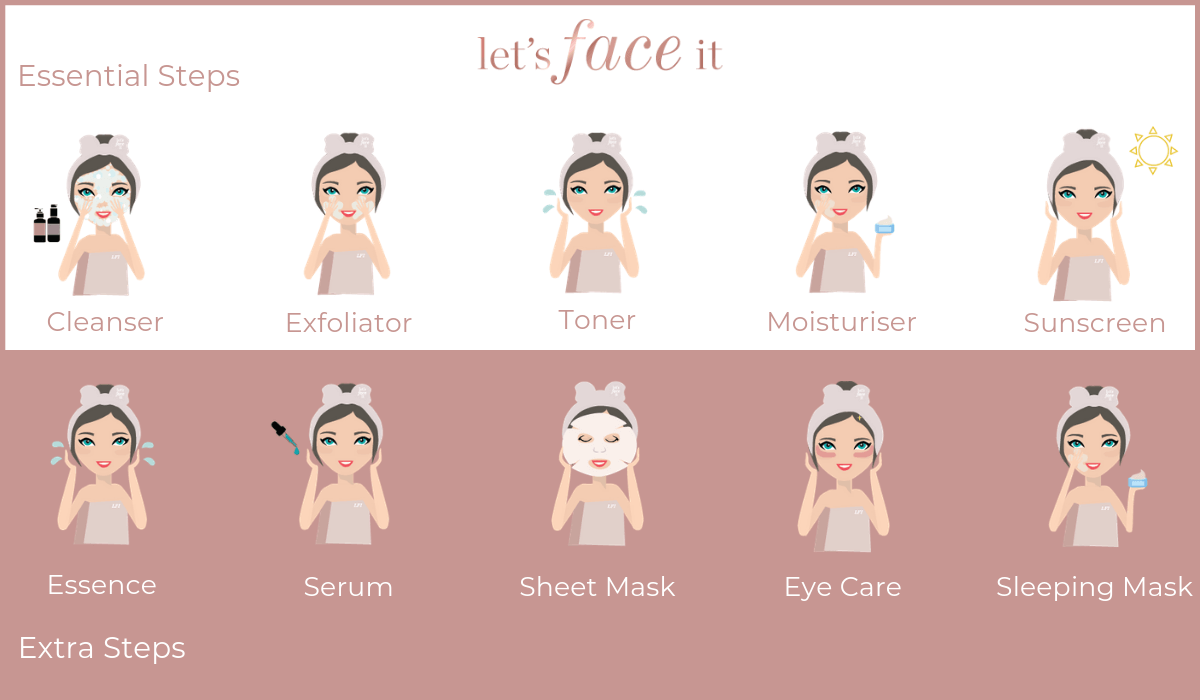 let's face it
Essential Steps
Cleanser
Exfoliator
Toner
Moisturiser
Sunscreen
Essence
Serum
Sheet Mask
Eye Care
Sleeping Mask
Extra Steps